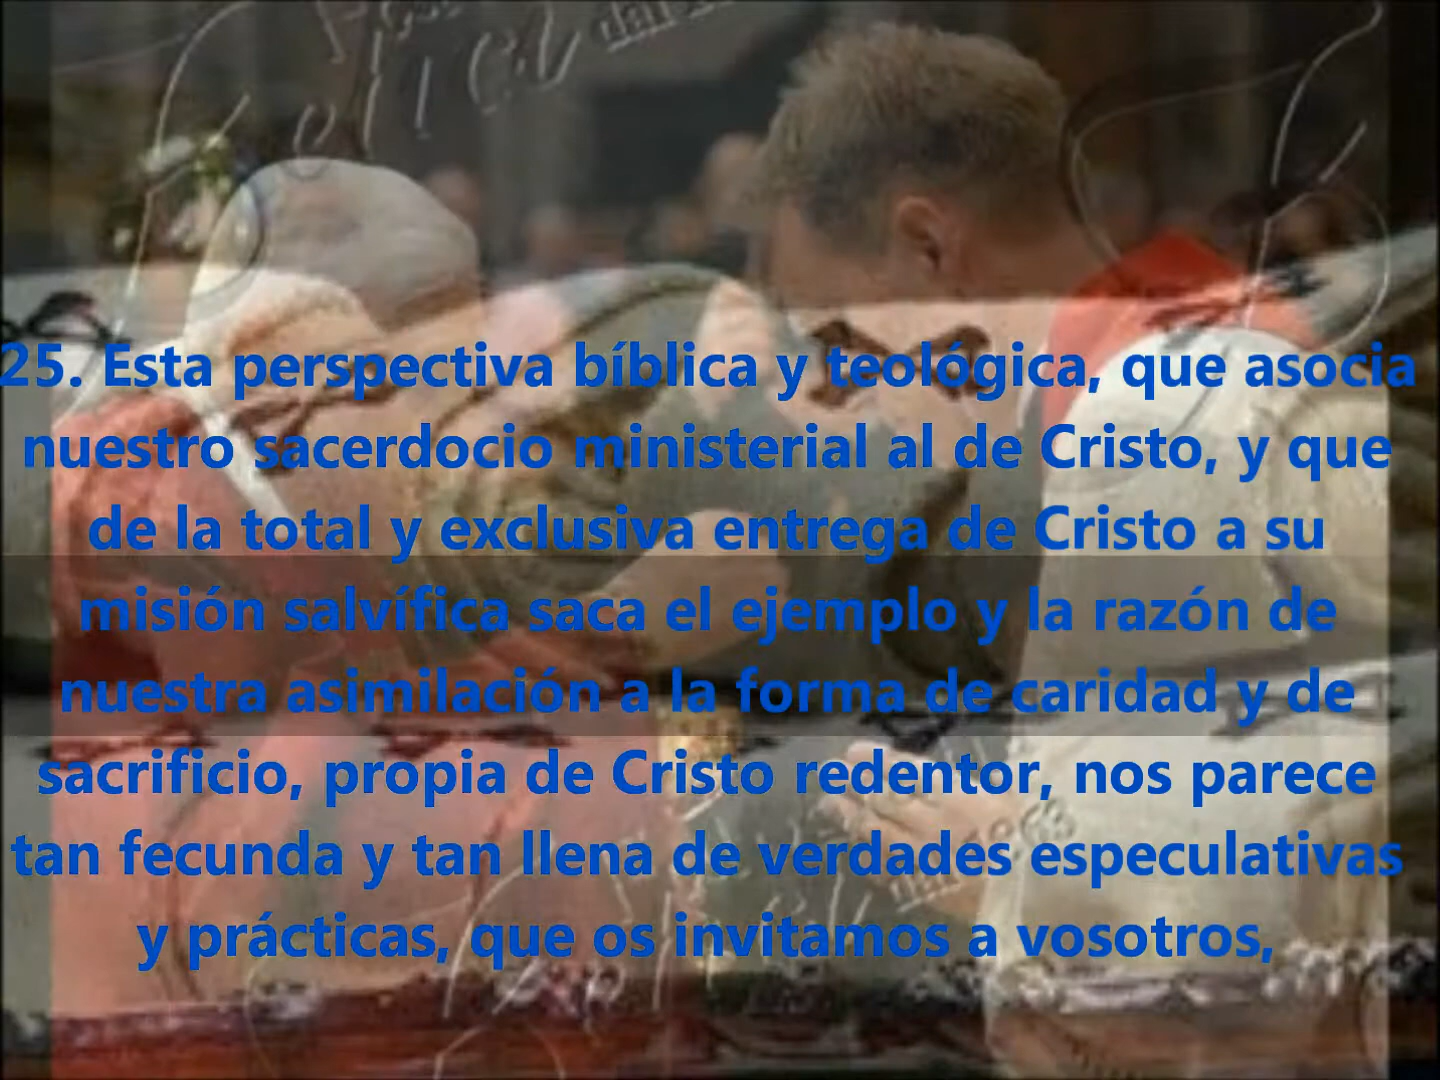 25. Esta perspectiva bíblica y teológica, que asocia
nuestro sacerdocio ministerial al de Cristo, y que
de la total y exclusiva entrega de Cristo a su
misión salvífica saca el ejemplo y la razón de
nuestra asimilación a la forma de caridad y de
sacrificio, propia de Cristo redentor, nos parece
tan fecunda y tan llena de verdades especulativas
y prácticas, que os invitamos a vosotros,